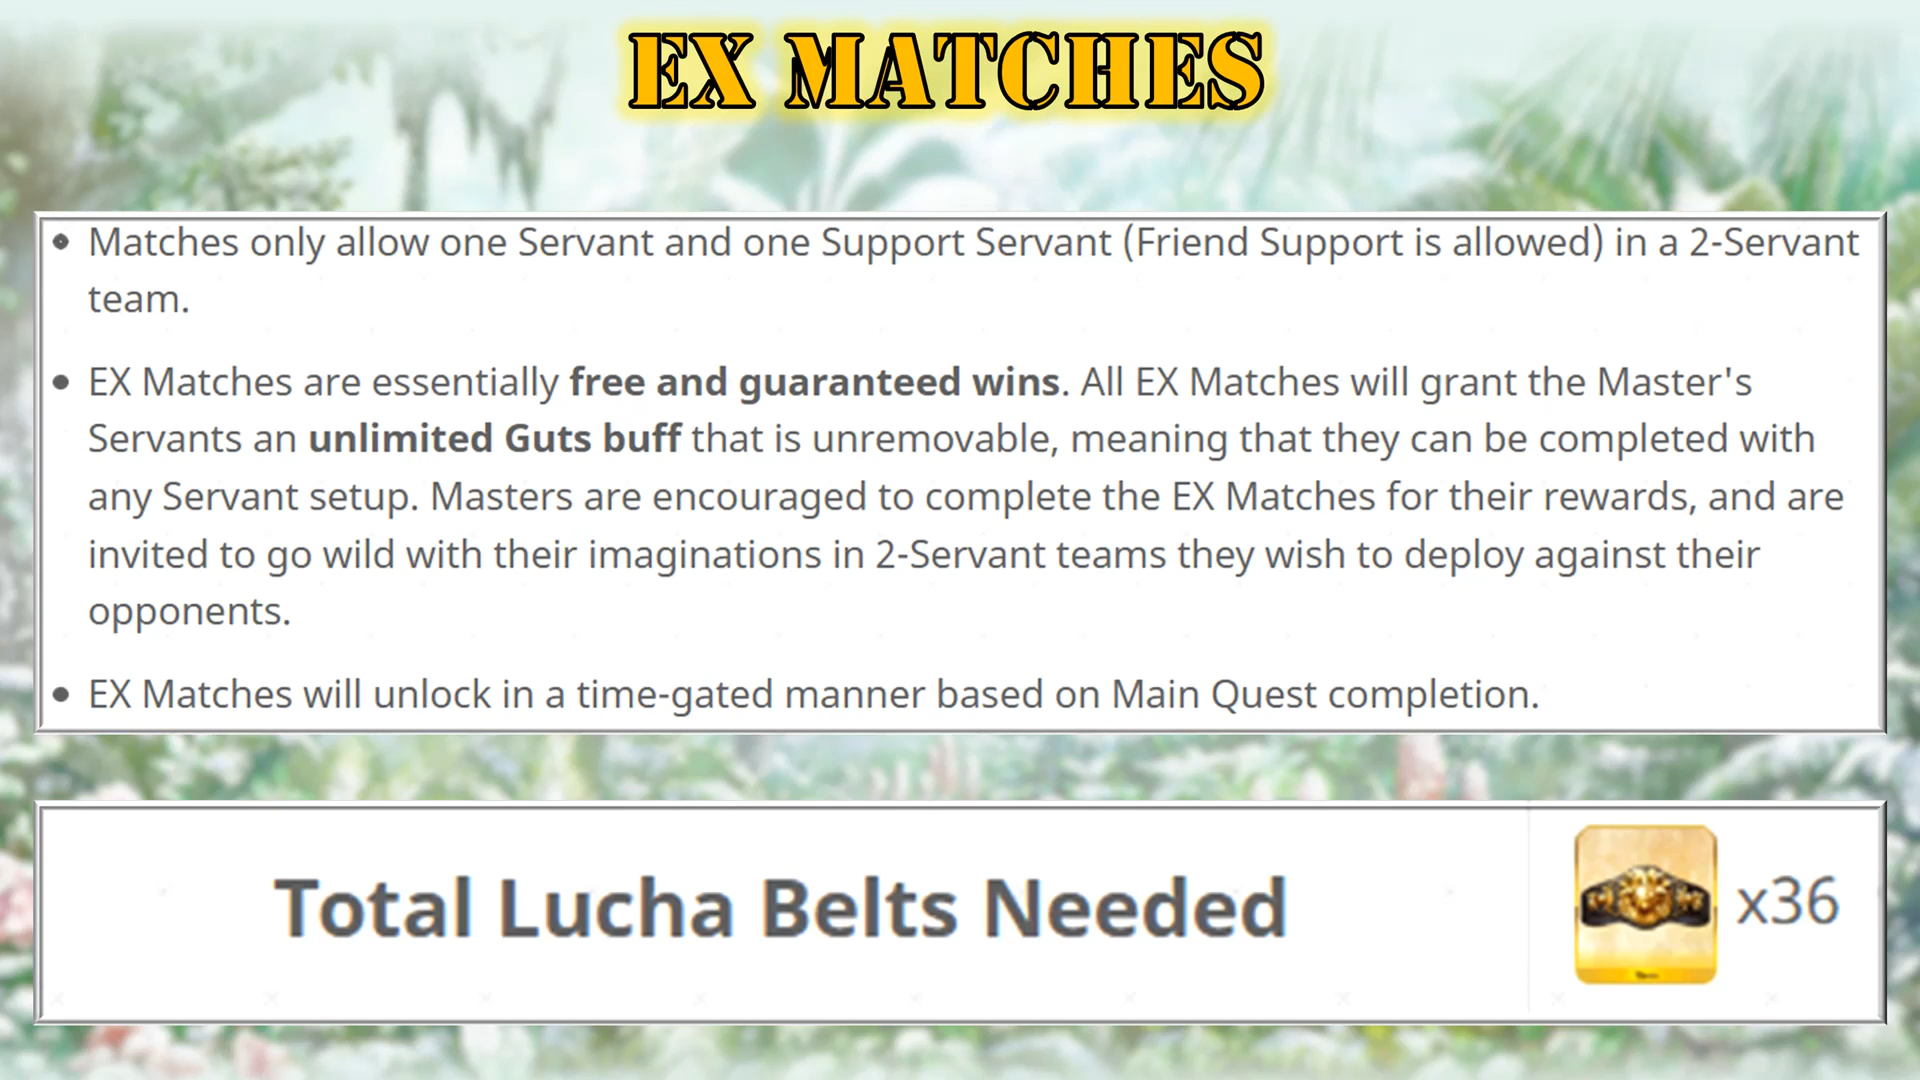 EX MATCHES
• Matches only allow one Servant and one Support Servant (Friend Support is allowed) in a 2-Servant
team.
• EX Matches are essentially free and guaranteed wins. All EX Matches will grant the Master's
Servants an unlimited Guts buff that is unremovable, meaning that they can be completed with
any Servant setup. Masters are encouraged to complete the EX Matches for their rewards, and are
invited to go wild with their imaginations in 2-Servant teams they wish to deploy against their
opponents.
• EX Matches will unlock in a time-gated manner based on Main Quest completion.
Total Lucha Belts Needed
x36